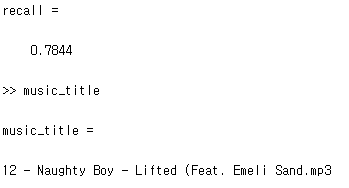 recall =
0.7844
>> music_title
music_title =
12 - Naughty Boy - Lifted (Feat. Emeli Sand.mp3